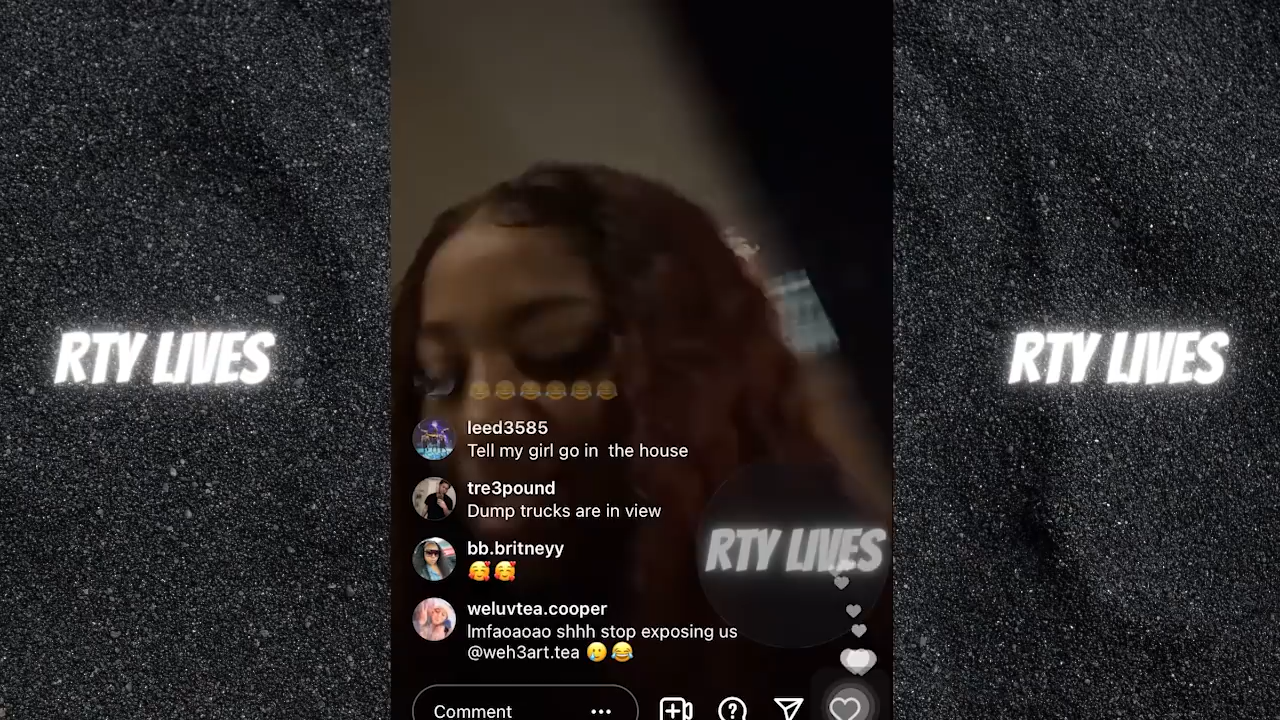 RTY LIVES
RTY LIVES
😂😂😂😂😂😂
leed3585
Tell my girl go in  the house
tre3pound
Dump trucks are in view
bb.britneyy
🥰🥰
weluvtea.cooper
lmfaoaoao shhh stop exposing us
@weh3art.tea 🥲😂
RTY LIVES
Comment